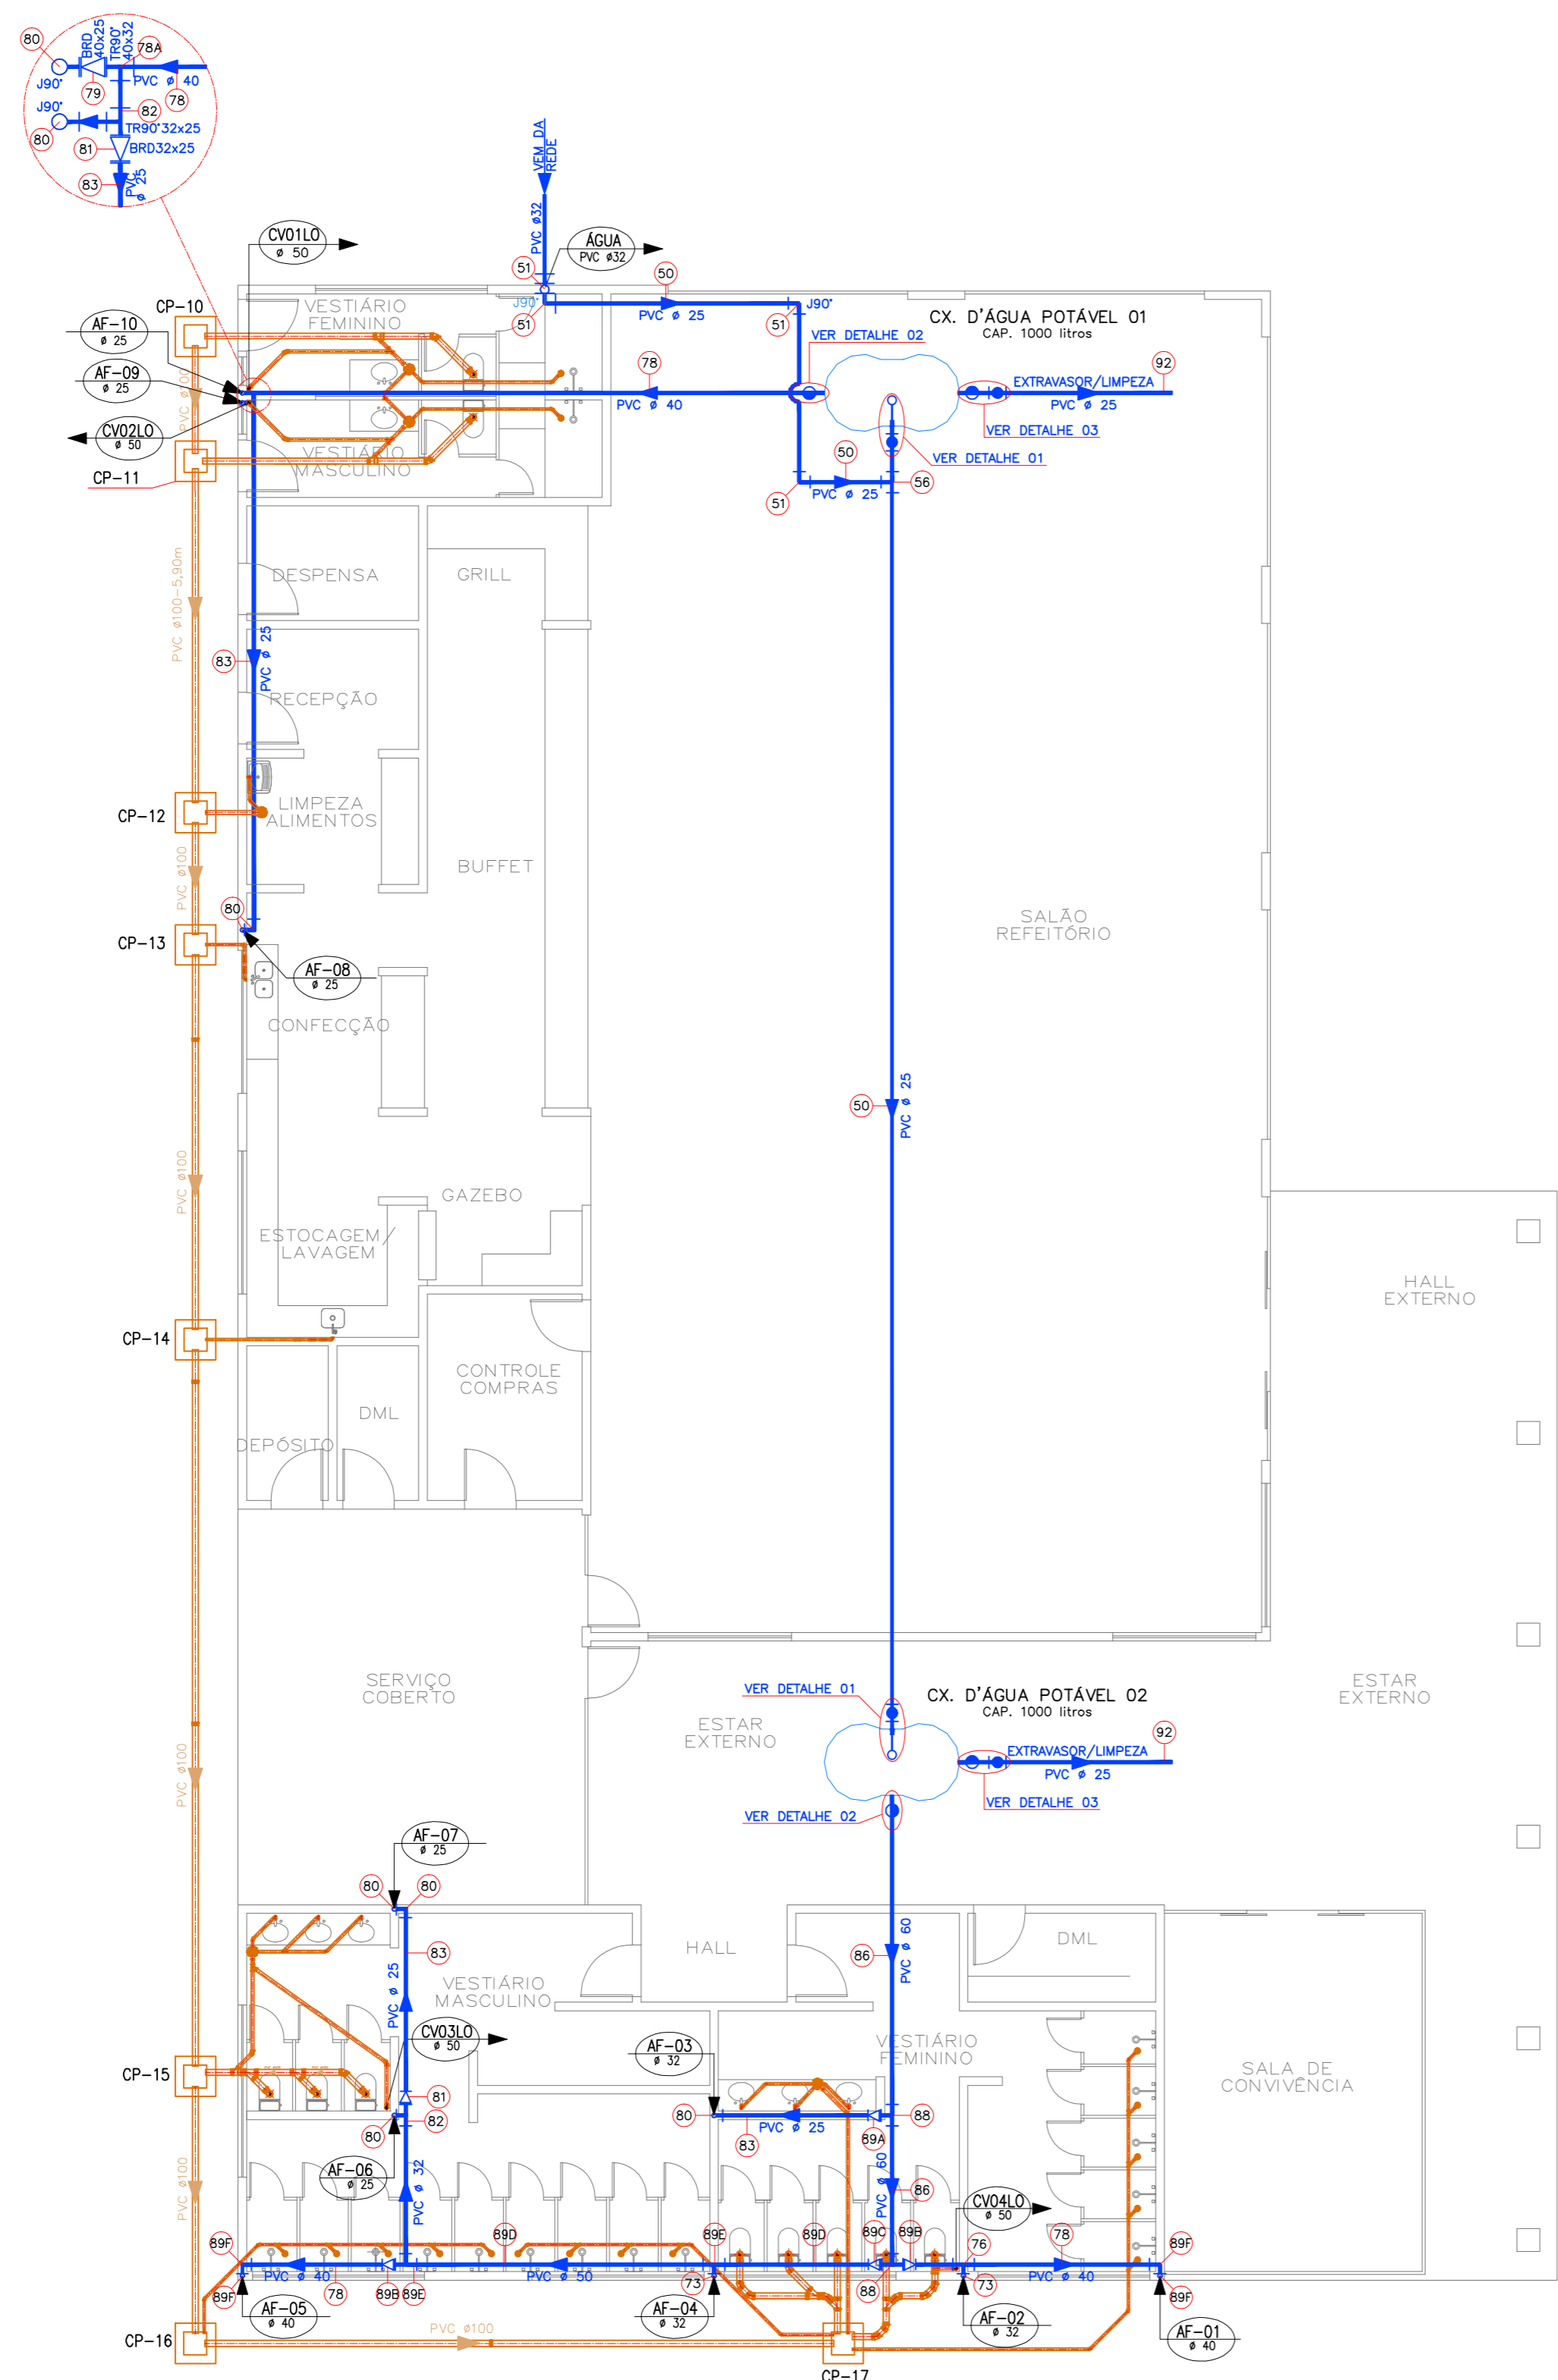 80
BRD
40x25
TR90°
40x32
78A
J90°
79
PVC ø 40
78
J90°
82
80
TR90°32x25
81
BRD32x25
83
PVC
ø 25
VEM DA
REDE
PVC ø32
CV01LO
ø 50
ÁGUA
PVC ø32
51
50
CP-10
VESTIÁRIO
FEMININO
J90°
51
PVC ø 25
51
J90°
CX. D'ÁGUA POTÁVEL 01
CAP. 1000 litros
AF-10
ø 25
VER DETALHE 02
AF-09
ø 25
78
92
EXTRAVASOR/LIMPEZA
PVC ø 40
PVC ø 25
PVC ø100
CV02LO
ø 50
VER DETALHE 03
VESTIÁRIO
MASCULINO
50
VER DETALHE 01
CP-11
51
PVC ø 25
56
PVC ø100-5,90m
DESPENSA
GRILL
83
PVC ø 25
RECEPÇÃO
CP-12
LIMPEZA
ALIMENTOS
PVC ø100
BUFFET
80
SALÃO
REFEITÓRIO
CP-13
AF-08
ø 25
CONFECÇÃO
50
PVC ø 25
PVC ø100
GAZEBO
ESTOCAGEM/
LAVAGEM
HALL
EXTERNO
CP-14
CONTROLE
COMPRAS
DML
DEPÓSITO
SERVIÇO
COBERTO
VER DETALHE 01
CX. D'ÁGUA POTÁVEL 02
CAP. 1000 litros
ESTAR
EXTERNO
ESTAR
EXTERNO
92
EXTRAVASOR/LIMPEZA
PVC ø 25
PVC ø100
VER DETALHE 03
VER DETALHE 02
AF-07
ø 25
80
80
83
HALL
DML
86
PVC ø 60
PVC ø 25
VESTIÁRIO
MASCULINO
CV03LO
ø 50
AF-03
ø 32
VESTIÁRIO
FEMININO
CP-15
SALA DE
CONVIVÊNCIA
81
82
80
80
PVC ø 25
88
83
89A
AF-06
ø 25
PVC ø 32
PVC ø 60
86
PVC ø100
CV04LO
ø 50
89F
89D
89E
89D
89C
89B
76
78
89F
PVC ø 40
PVC ø 50
PVC ø 40
89F
78
89B
89E
73
88
73
89F
AF-05
ø 40
AF-04
ø 32
AF-02
ø 32
AF-01
ø 40
CP-16
PVC ø100
CP-17